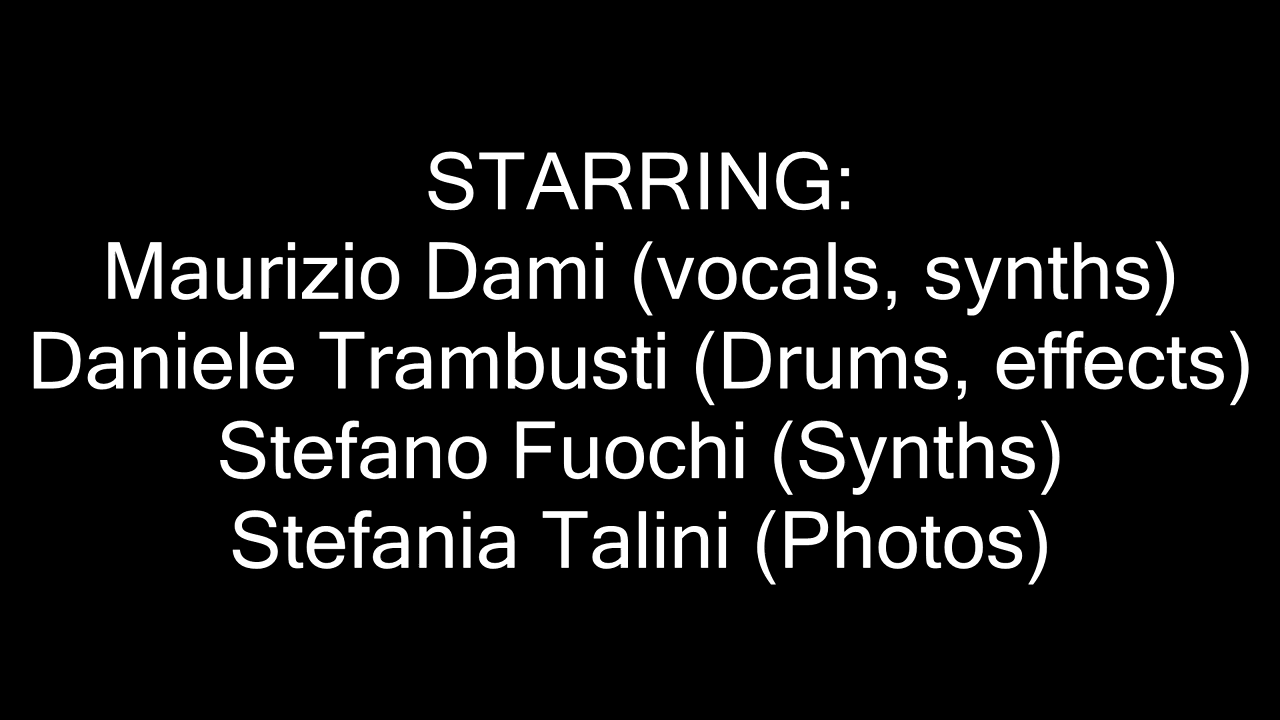 STARRING:
Maurizio Dami (vocals, synths)
Daniele Trambusti (Drums, effects)
Stefano Fuochi (Synths)
Stefania Talini (Photos)